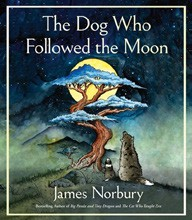 The Dog Who
Followed the Moon
James Norbury
Bestselling Author of Big Panda and Tiny Dragon and The Cat Who Taught Zen